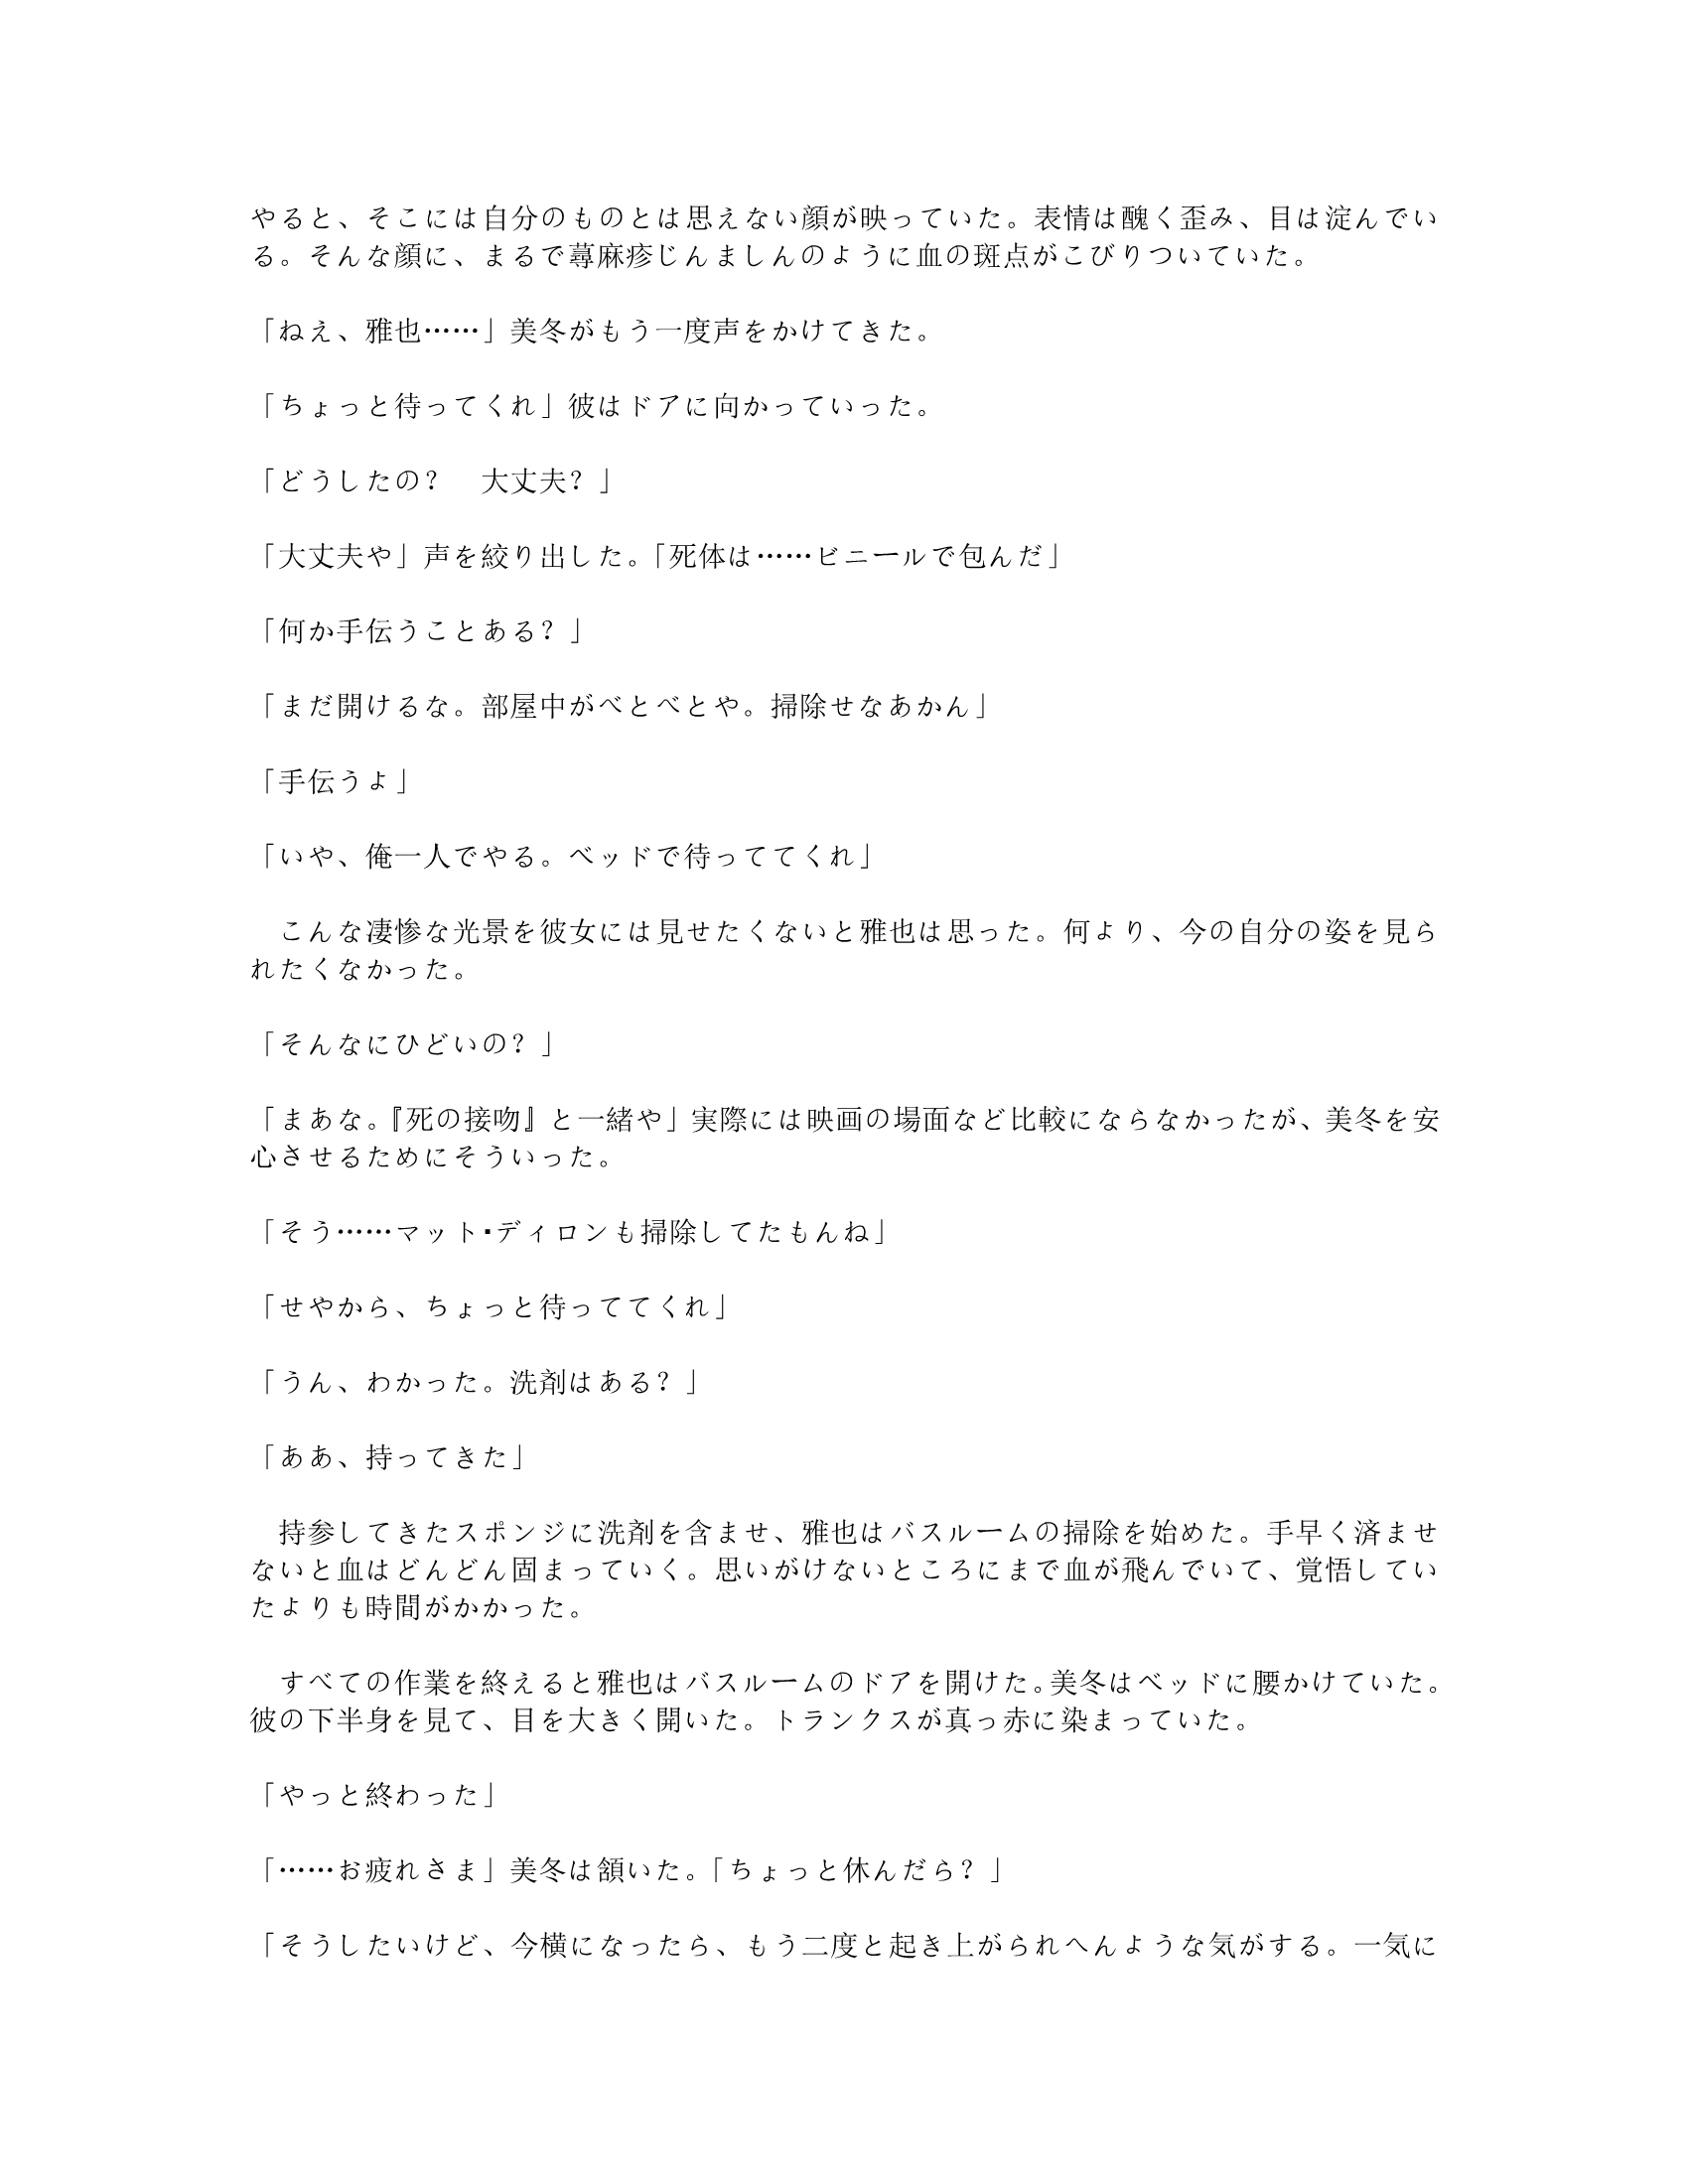 やると、そこには自分のものとは思えない顔が映っていた。表情は醜く歪み、目は淀んでい
る。そんな顔に、まるで蕁麻疹じんましんのように血の斑点がこびりついていた。
「ねえ、雅也……」美冬がもう一度声をかけてきた。
「ちょっと待ってくれ」彼はドアに向かっていった。
「どうしたの？　大丈夫？」
「大丈夫や」声を絞り出した。「死体は……ビニールで包んだ」
「何か手伝うことある？」
「まだ開けるな。部屋中がべとべとや。掃除せなあかん」
「手伝うよ」
「いや、俺一人でやる。ベッドで待っててくれ」
　こんな凄惨な光景を彼女には見せたくないと雅也は思った。何より、今の自分の姿を見ら
れたくなかった。
「そんなにひどいの？」
「まあな。『死の接吻』と一緒や」実際には映画の場面など比較にならなかったが、美冬を安
心させるためにそういった。
「そう……マット・ディロンも掃除してたもんね」
「せやから、ちょっと待っててくれ」
「うん、わかった。洗剤はある？」
「ああ、持ってきた」
　持参してきたスポンジに洗剤を含ませ、雅也はバスルームの掃除を始めた。手早く済ませ
ないと血はどんどん固まっていく。思いがけないところにまで血が飛んでいて、覚悟してい
たよりも時間がかかった。
　すべての作業を終えると雅也はバスルームのドアを開けた。美冬はベッドに腰かけていた。
彼の下半身を見て、目を大きく開いた。トランクスが真っ赤に染まっていた。
「やっと終わった」
「……お疲れさま」美冬は頷いた。「ちょっと休んだら？」
「そうしたいけど、今横になったら、もう二度と起き上がられへんような気がする。一気に